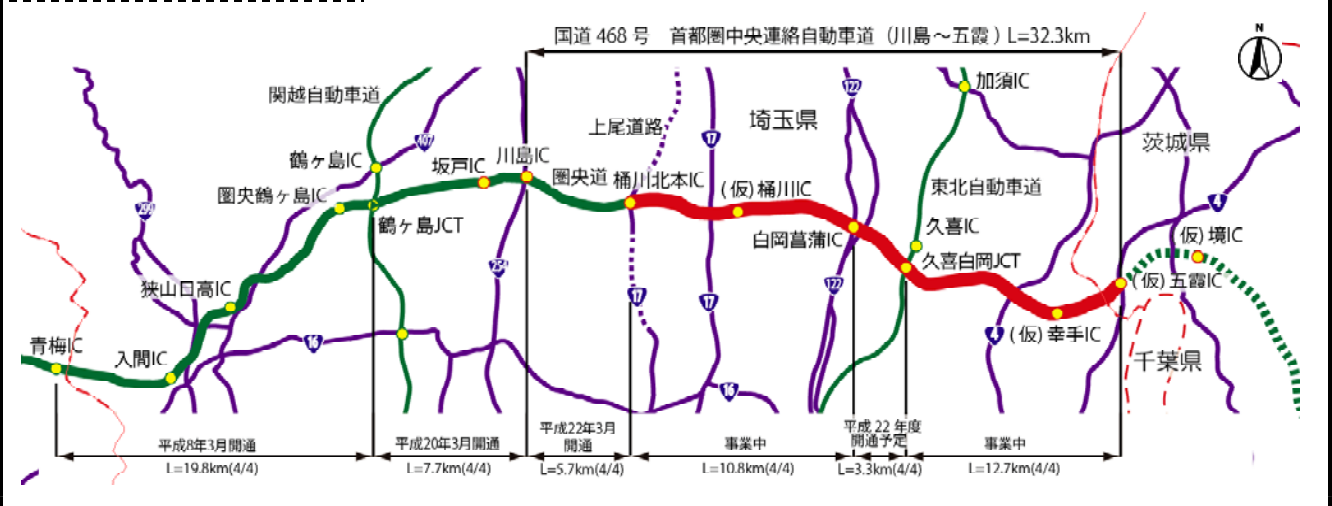 国道 468 号　首都圏中央連絡自動車道（川島～五霞）L=32.3km
N
関越自動車道
407
上尾道路
17
埼玉県
122
加須IC
茨城県
鶴ヶ島IC
坂戸IC
川島IC
圏央道
桶川北本IC
(仮)桶川IC
東北自動車道
圏央鶴ヶ島IC
鶴ヶ島JCT
白岡菖蒲IC
久喜IC
4
仮)境IC
299
254
久喜白岡JCT
狭山日高IC
17
17
122
(仮)五霞IC
青梅IC
入間IC
16
4
(仮)幸手IC
千葉県
16
平成8年3月開通
L=19.8km(4/4)
平成20年3月開通
L=7.7km(4/4)
平成22年3月
開通
L=5.7km(4/4)
事業中
L=10.8km(4/4)
平成 22 年度
開通予定
L=3.3km(4/4)
事業中
L=12.7km(4/4)